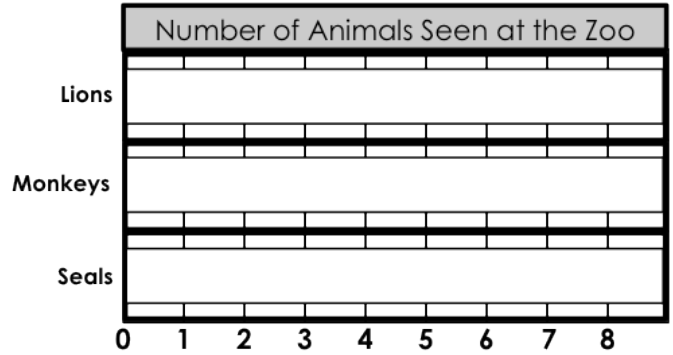 Number of Animals Seen at the Zoo
Lions
Monkeys
Seals
0 1 2 3 4 5 6 7 8